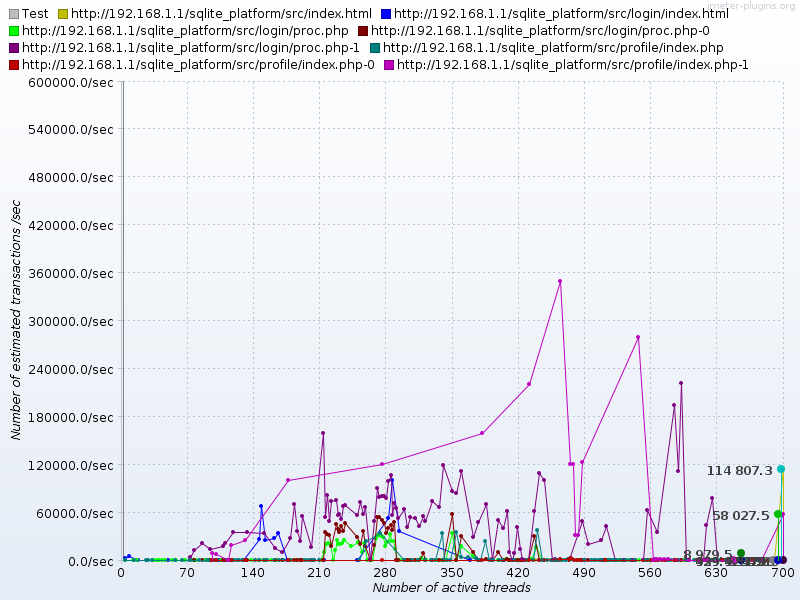 jmeter-plugins.org
Test http://192.168.1.1/sqlite_platform/src/index.html http://192.168.1.1/sqlite_platform/src/login/index.html
http://192.168.1.1/sqlite_platform/src/login/proc.php http://192.168.1.1/sqlite_platform/src/login/proc.php-0
http://192.168.1.1/sqlite_platform/src/login/proc.php-1 http://192.168.1.1/sqlite_platform/src/profile/index.php
http://192.168.1.1/sqlite_platform/src/profile/index.php-0 http://192.168.1.1/sqlite_platform/src/profile/index.php-1
Number of estimated transactions /sec
600000.0/sec
540000.0/sec
480000.0/sec
420000.0/sec
360000.0/sec
300000.0/sec
240000.0/sec
180000.0/sec
120000.0/sec
60000.0/sec
0.0/sec
114 807.3
58 027.5
8 979.5
0 70 140 210 280 350 420 490 560 630 700
Number of active threads